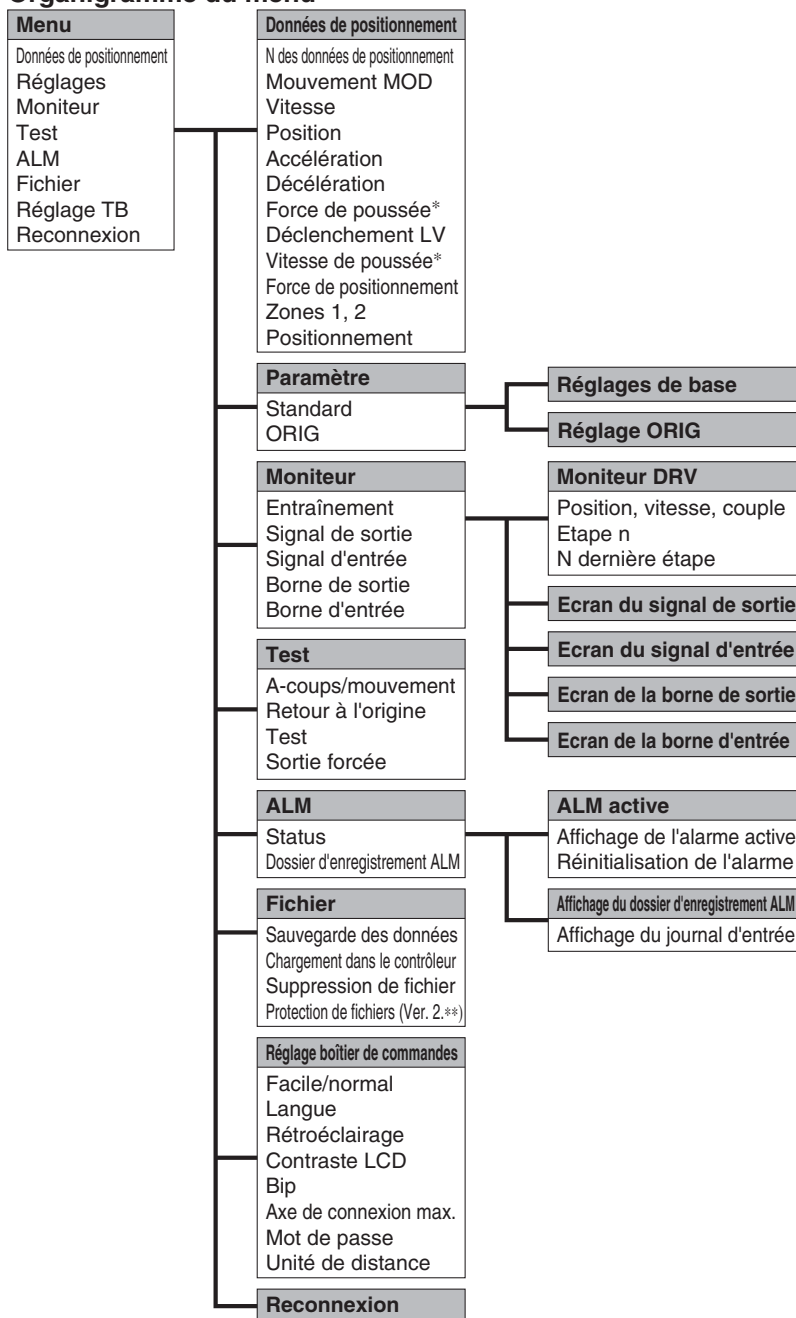 Organigramme du menu
Menu
Données de positionnement
Réglages
Moniteur
Test
ALM
Fichier
Réglage TB
Reconnexion
Données de positionnement
N des données de positionnement
Mouvement MOD
Vitesse
Position
Accélération
Décélération
Force de poussée*
Déclenchement LV
Vitesse de poussée*
Force de positionnement
Zones 1, 2
Positionnement
Paramètre
Standard
ORIG
Réglages de base
Réglage ORIG
Moniteur
Entraînement
Signal de sortie
Signal d'entrée
Borne de sortie
Borne d'entrée
Moniteur DRV
Position, vitesse, couple
Etape n
N dernière étape
Ecran du signal de sortie
Ecran du signal d'entrée
Ecran de la borne de sortie
Ecran de la borne d'entrée
Test
A-coups/mouvement
Retour à l'origine
Test
Sortie forcée
ALM
Status
Dossier d'enregistrement ALM
ALM active
Affichage de l'alarme active
Réinitialisation de l'alarme
Affichage du dossier d'enregistrement ALM
Affichage du journal d'entrée
Fichier
Sauvegarde des données
Chargement dans le contrôleur
Suppression de fichier
Protection de fichiers (Ver. 2.**)
Réglage boîtier de commandes
Facile/normal
Langue
Rétroéclairage
Contraste LCD
Bip
Axe de connexion max.
Mot de passe
Unité de distance
Reconnexion